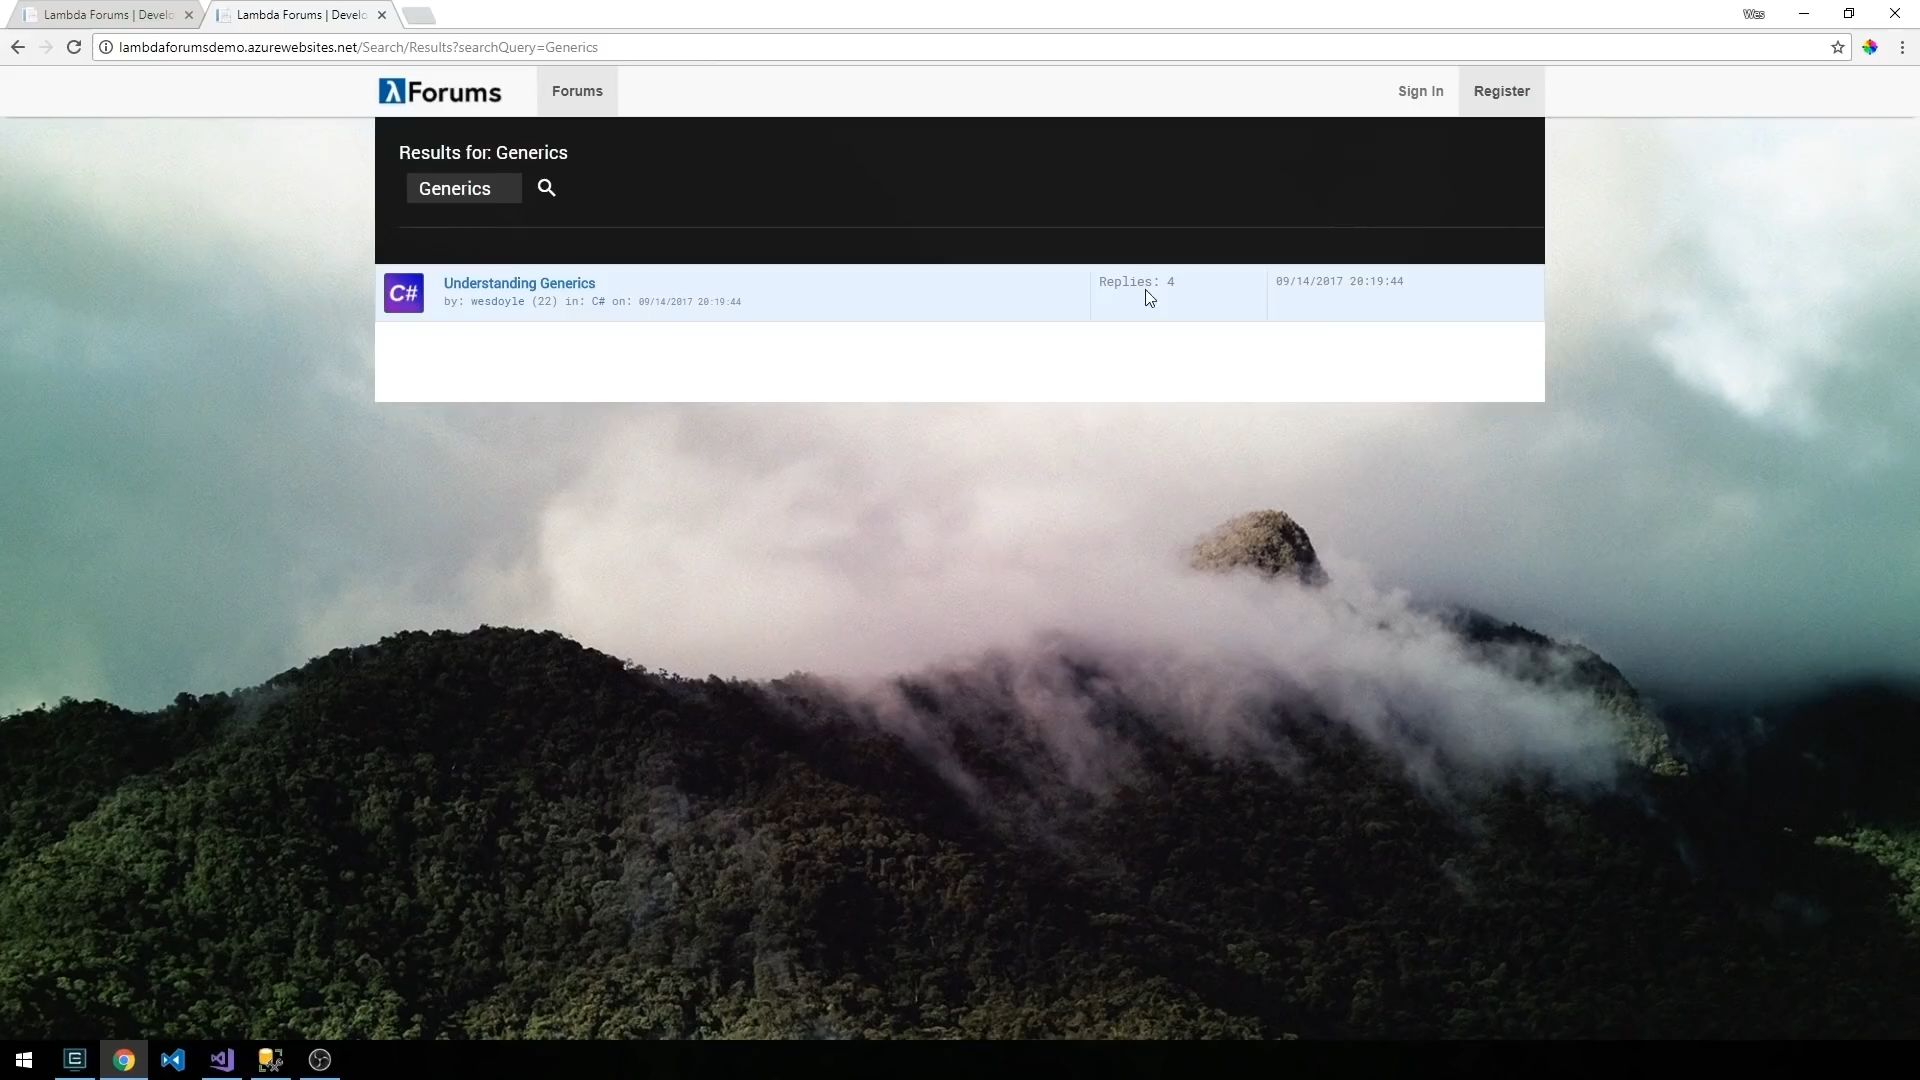 Lambda Forums | Develo
Lambda Forums | Develo
Wes
lambdaforumsdemo.azurewebsites.net/Search/Results?searchQuery=Generics
λForums
Forums
Sign In
Register
Results for: Generics
Generics
C#
Understanding Generics
by: wesdoyle (22) in: C# on: 09/14/2017 20:19:44
Replies: 4
09/14/2017 20:19:44